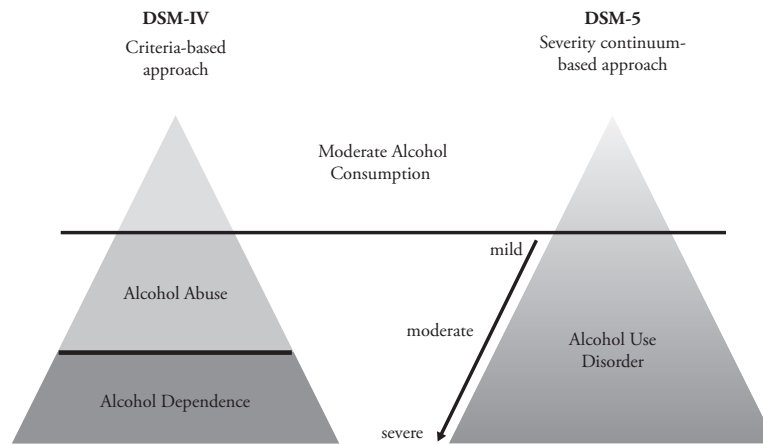 DSM-IV
Criteria-based
approach
DSM-5
Severity continuum-
based approach
Moderate Alcohol
Consumption
mild
Alcohol Abuse
moderate
Alcohol Use
Disorder
Alcohol Dependence
severe